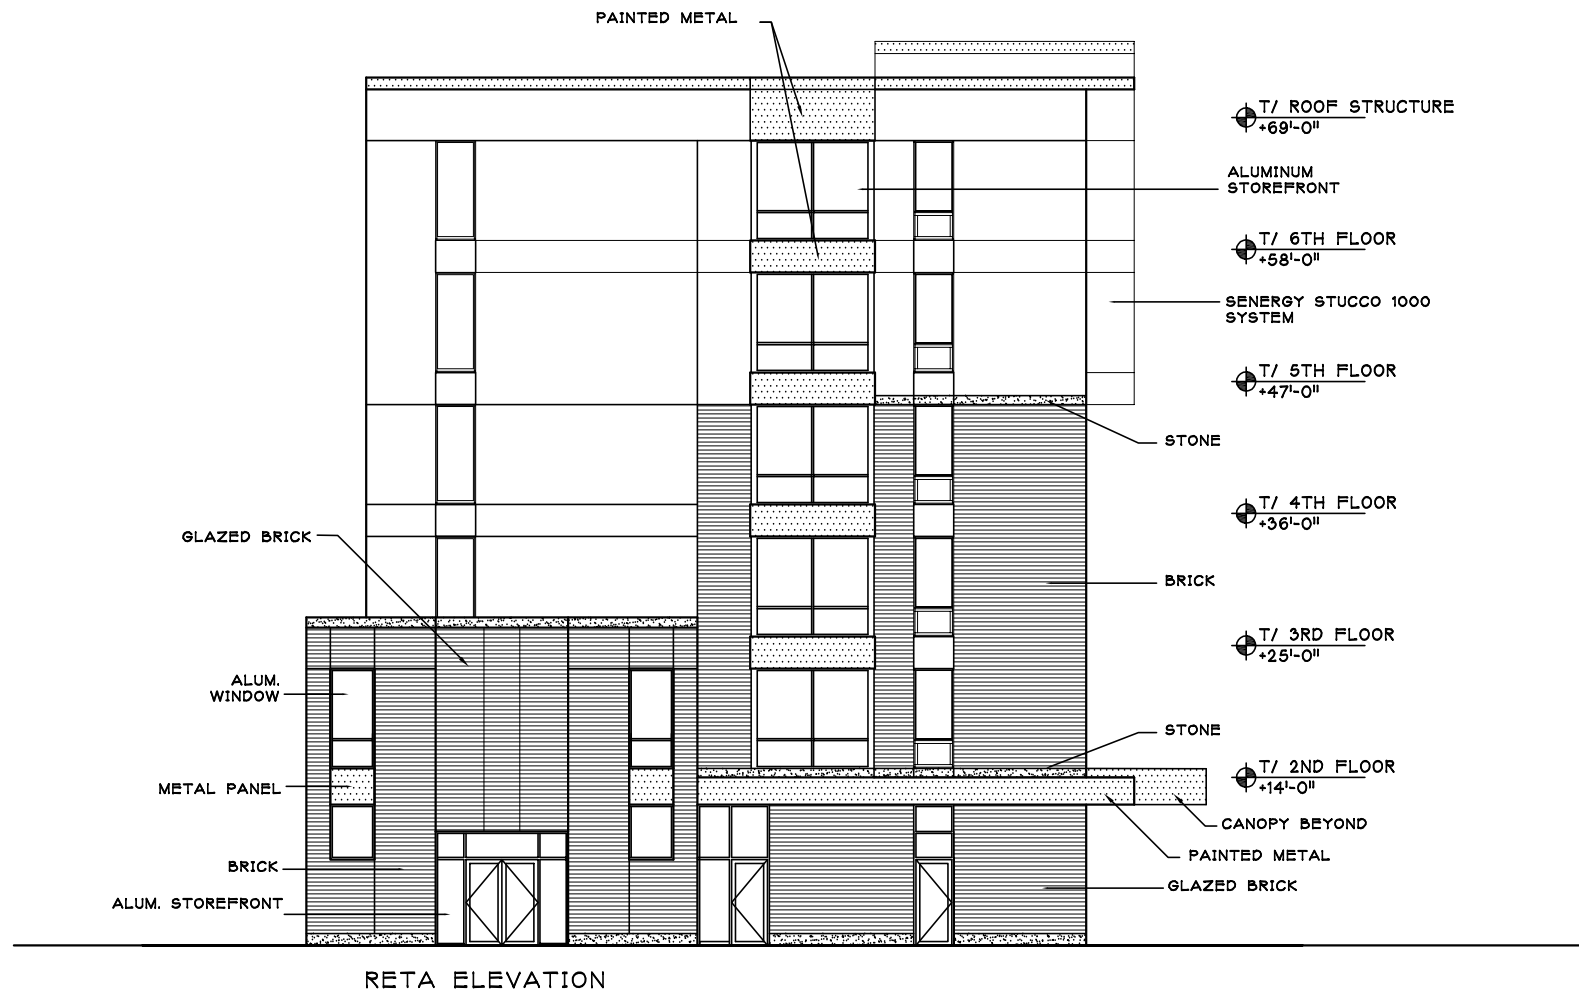 PAINTED METAL
T/ ROOF STRUCTURE
+69'-0"
ALUMINUM
STOREFRONT
T/ 6TH FLOOR
+58'-0"
SENERGY STUCCO 1000
SYSTEM
T/ 5TH FLOOR
+47'-0"
STONE
T/ 4TH FLOOR
+36'-0"
GLAZED BRICK
BRICK
T/ 3RD FLOOR
+25'-0"
ALUM.
WINDOW
STONE
T/ 2ND FLOOR
+14'-0"
METAL PANEL
CANOPY BEYOND
PAINTED METAL
BRICK
GLAZED BRICK
ALUM. STOREFRONT
RETA ELEVATION